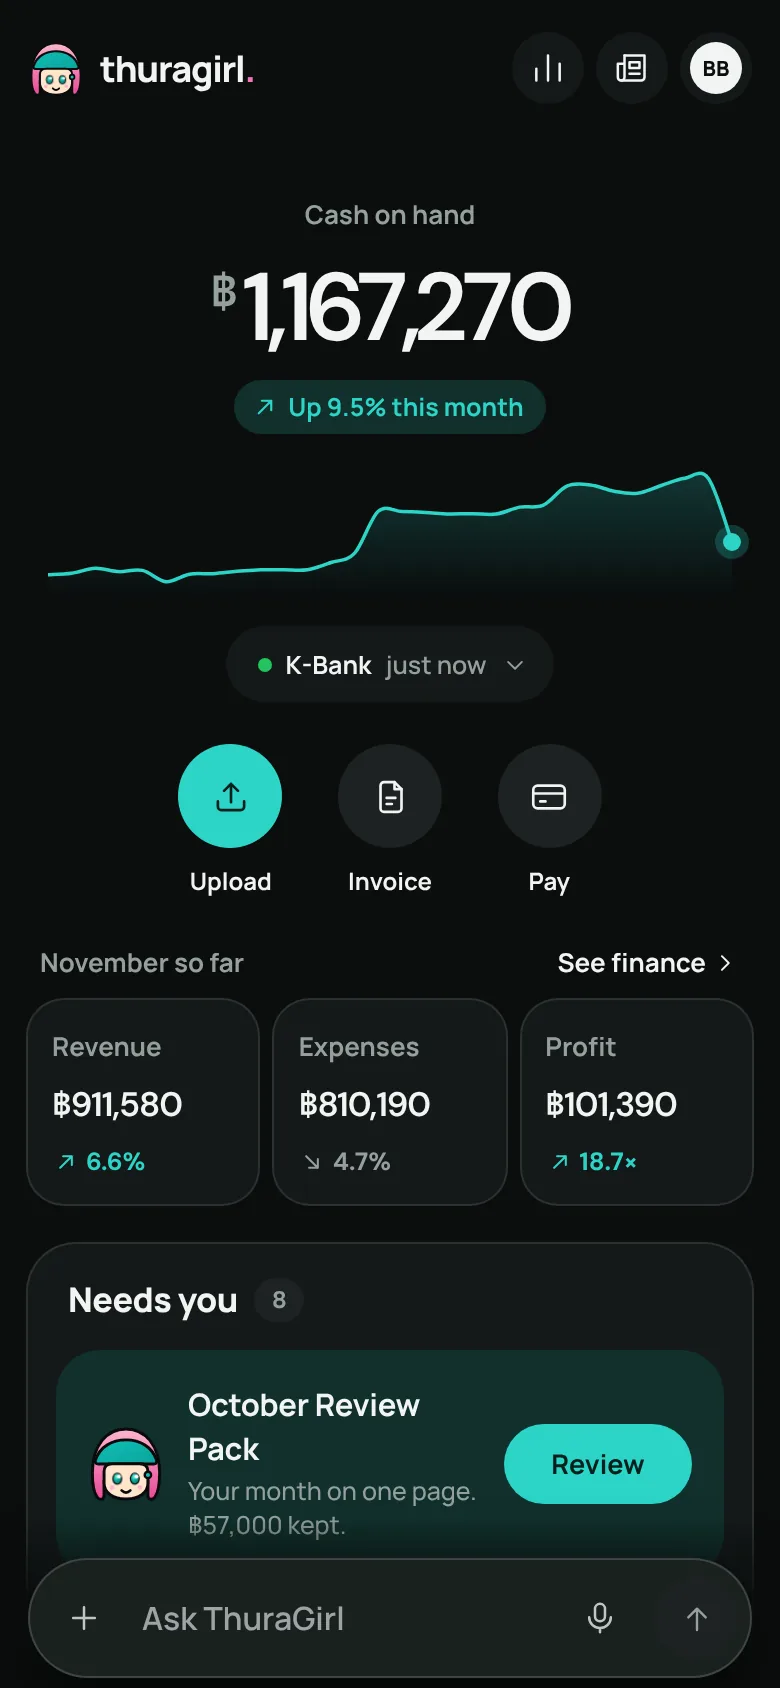 thuragirl.
BB
Cash on hand
฿1,167,270
Up 9.5% this month
K-Bank just now
Upload
Invoice
Pay
November so far
See finance
Revenue
฿911,580
6.6%
Expenses
฿810,190
4.7%
Profit
฿101,390
18.7×
Needs you 8
October Review
Pack
Your month on one page.
฿57,000 kept.
Review
Ask ThuraGirl